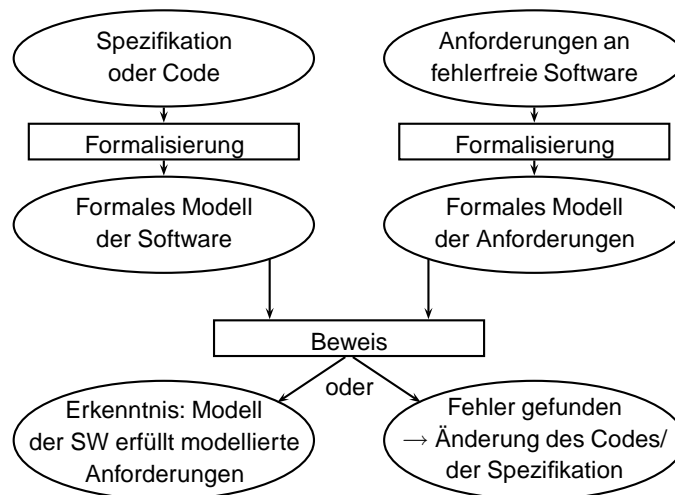 Spezifikation
oder Code
Anforderungen an
fehlerfreie Software
Formalisierung
Formalisierung
Formales Modell
der Software
Formales Modell
der Anforderungen
Beweis
oder
Erkenntnis: Modell
der SW erfüllt modellierte
Anforderungen
Fehler gefunden
→ Änderung des Codes/
der Spezifikation